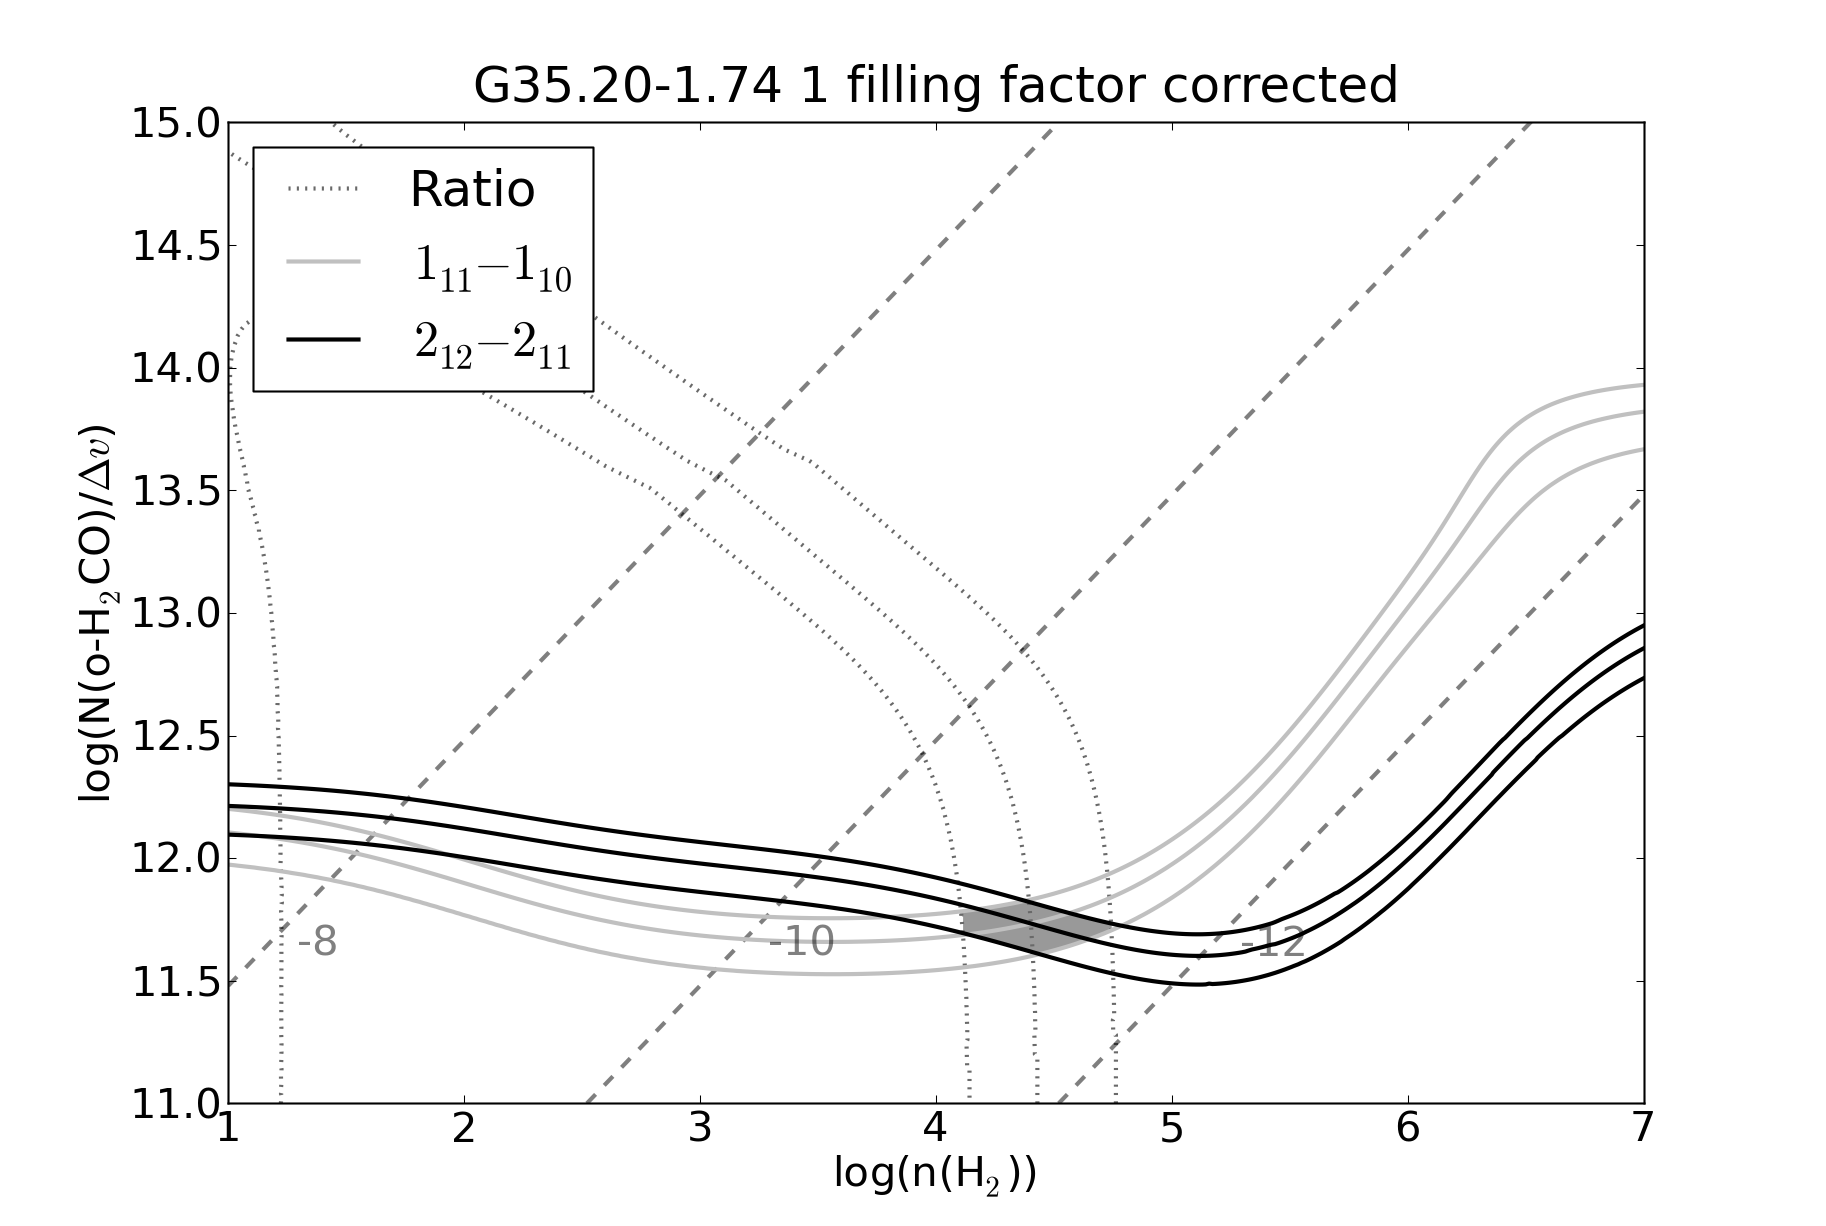 G35.20-1.74 1 filling factor corrected
15.0
14.5
14.0
13.5
13.0
12.5
12.0
11.5
11.0
log(N(o-H₂CO)/Δv)
Ratio
1₁₁−1₁₀
2₁₂−2₁₁
-8
-10
-12
1 2 3 4 5 6 7
log(n(H₂))